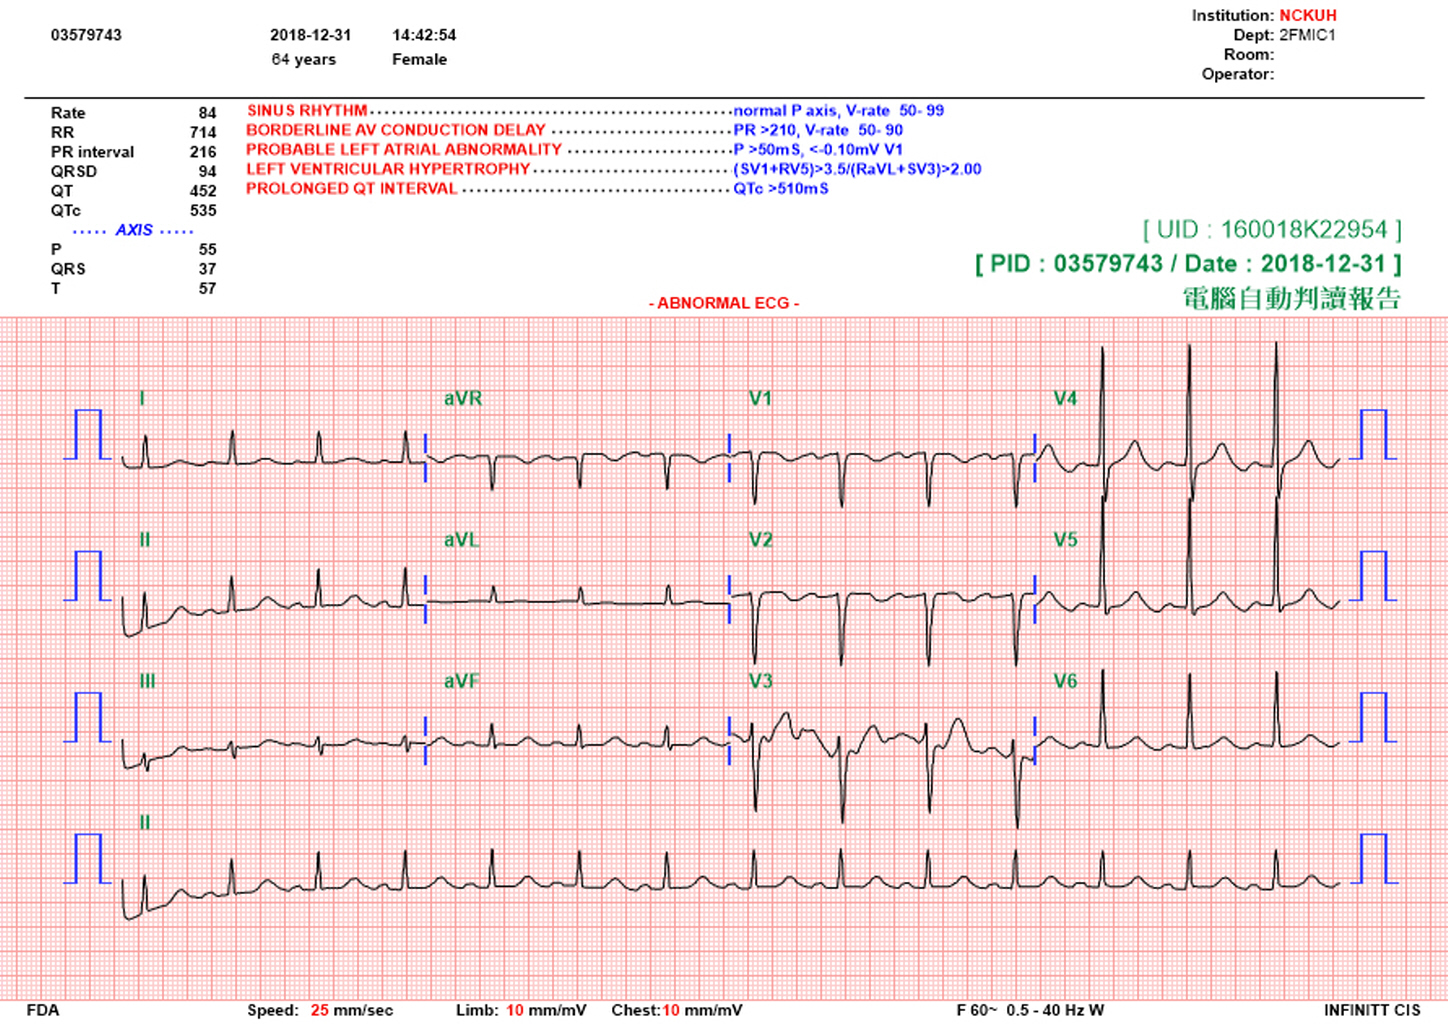 Institution: NCKUH
03579743 2018-12-31 14:42:54 Dept: 2FMIC1
64 years Female Room:
Operator:
Rate 84 SINUS RHYTHM normal P axis, V-rate 50- 99
RR 714 BORDERLINE AV CONDUCTION DELAY PR >210, V-rate 50- 90
PR interval 216 PROBABLE LEFT ATRIAL ABNORMALITY P >50mS, <-0.10mV V1
QRSD 94 LEFT VENTRICULAR HYPERTROPHY (SV1+RV5)>3.5/(RaVL+SV3)>2.00
QT 452 PROLONGED QT INTERVAL QTc >510mS
QTc 535
AXIS
P 55
QRS 37
T 57
[ UID : 160018K22954 ]
[ PID : 03579743 / Date : 2018-12-31 ]
電腦自動判讀報告
- ABNORMAL ECG -
I aVR V1 V4
II aVL V2 V5
III aVF V3 V6
II
FDA Speed: 25 mm/sec Limb: 10 mm/mV Chest:10 mm/mV F 60~ 0.5 - 40 Hz W INFINITT CIS